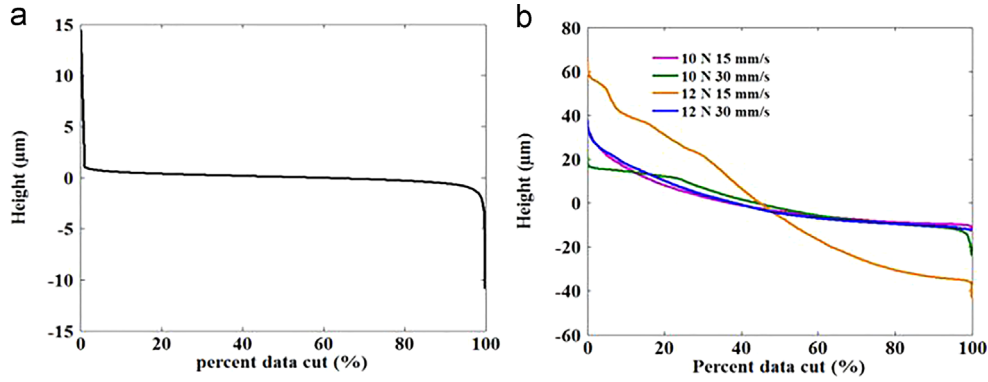 a
15
10
5
0
-5
-10
-15
Height (µm)
0 20 40 60 80 100
percent data cut (%)
b
80
60
40
20
0
-20
-40
-60
Height (µm)
10 N 15 mm/s
10 N 30 mm/s
12 N 15 mm/s
12 N 30 mm/s
0 20 40 60 80 100
Percent data cut (%)